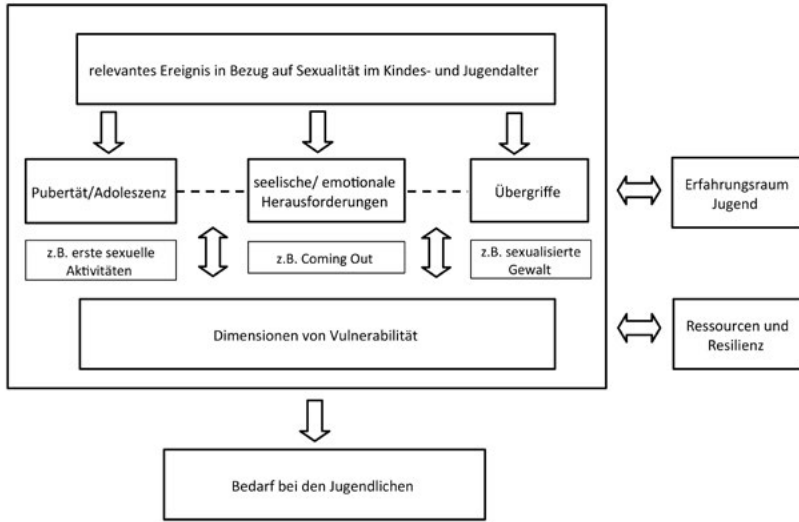 relevantes Ereignis in Bezug auf Sexualität im Kindes- und Jugendalter
Pubertät/Adoleszenz
seelische/ emotionale
Herausforderungen
Übergriffe
Erfahrungsraum
Jugend
z.B. erste sexuelle
Aktivitäten
z.B. Coming Out
z.B. sexualisierte
Gewalt
Dimensionen von Vulnerabilität
Ressourcen und
Resilienz
Bedarf bei den Jugendlichen